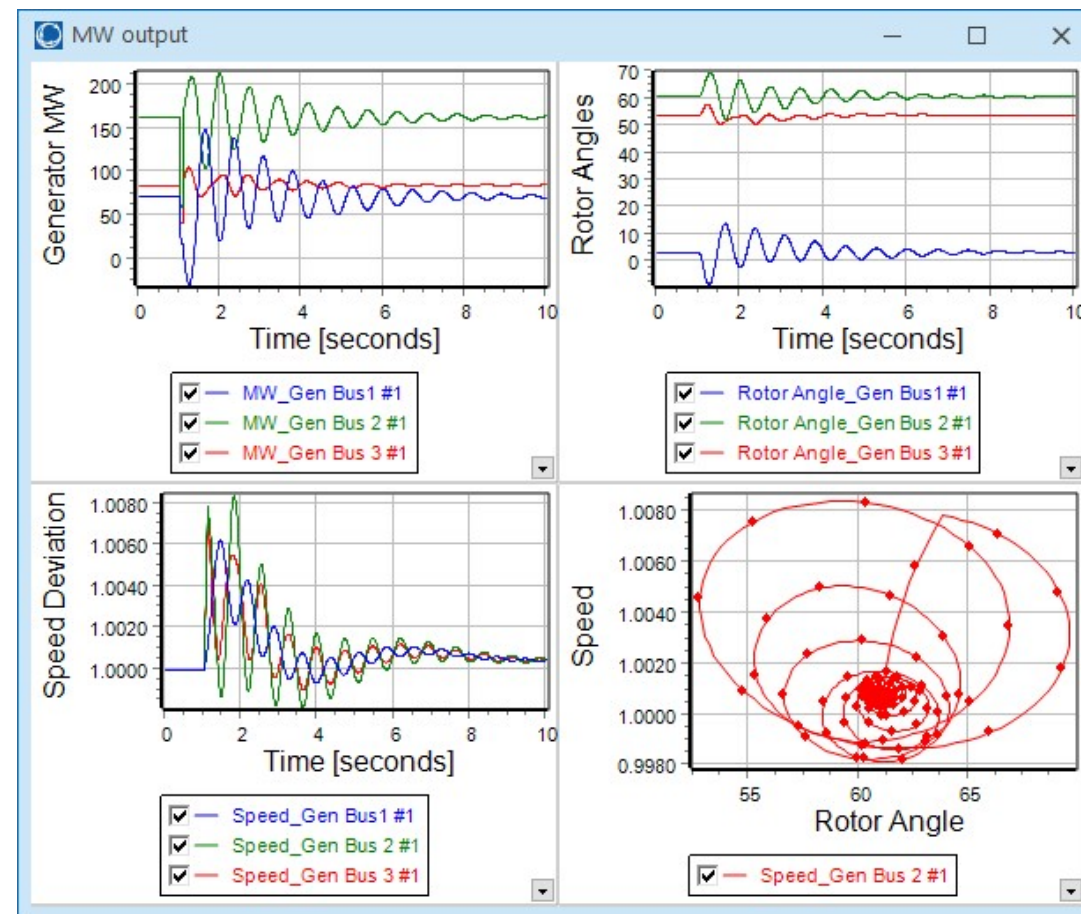 MW output
Generator MW
200
150
100
50
0
0 2 4 6 8 10
Time [seconds]
MW_Gen Bus1 #1
MW_Gen Bus 2 #1
MW_Gen Bus 3 #1
Rotor Angles
70
60
50
40
30
20
10
0
0 2 4 6 8 10
Time [seconds]
Rotor Angle_Gen Bus1 #1
Rotor Angle_Gen Bus 2 #1
Rotor Angle_Gen Bus 3 #1
Speed Deviation
1.0080
1.0060
1.0040
1.0020
1.0000
0 2 4 6 8 10
Time [seconds]
Speed_Gen Bus1 #1
Speed_Gen Bus 2 #1
Speed_Gen Bus 3 #1
Speed
1.0080
1.0060
1.0040
1.0020
1.0000
0.9980
55 60 65
Rotor Angle
Speed_Gen Bus 2 #1